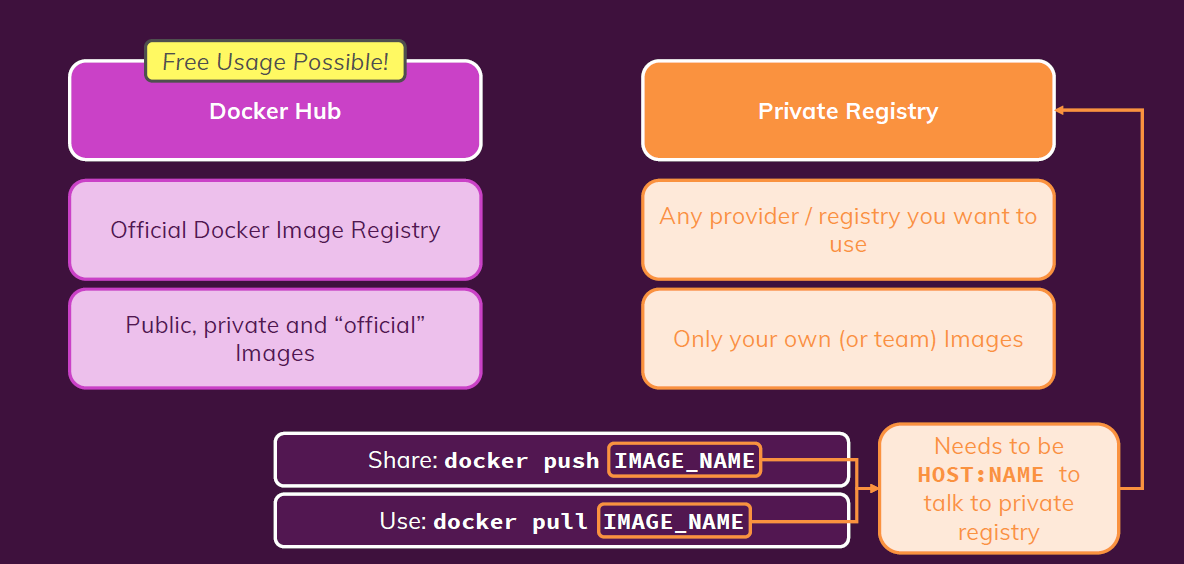 Free Usage Possible!
Docker Hub
Official Docker Image Registry
Public, private and “official”
Images
Private Registry
Any provider / registry you want to
use
Only your own (or team) Images
Share: docker push IMAGE_NAME
Use: docker pull IMAGE_NAME
Needs to be
HOST:NAME to
talk to private
registry